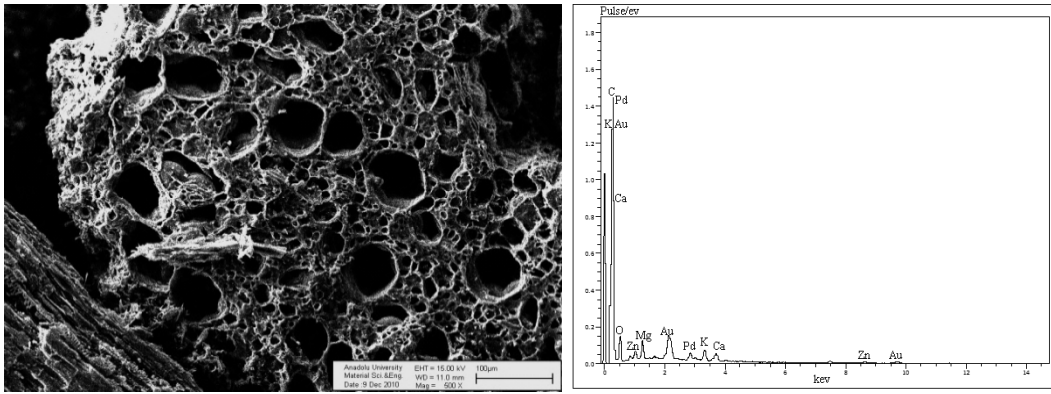 Anadolu University EHT = 15.00 kV 100µm
Material Sci.&Eng. WD = 11.0 mm
Date :9 Dec 2010 Mag = 500 X
Pulse/ev
1.8
1.6
1.4
1.2
1.0
0.8
0.6
0.4
0.2
0.0
C
Pd
K Au
Ca
O
Zn Mg
Au
Pd
K
Ca
Zn
Au
0 2 4 6 8 10 12 14
kev